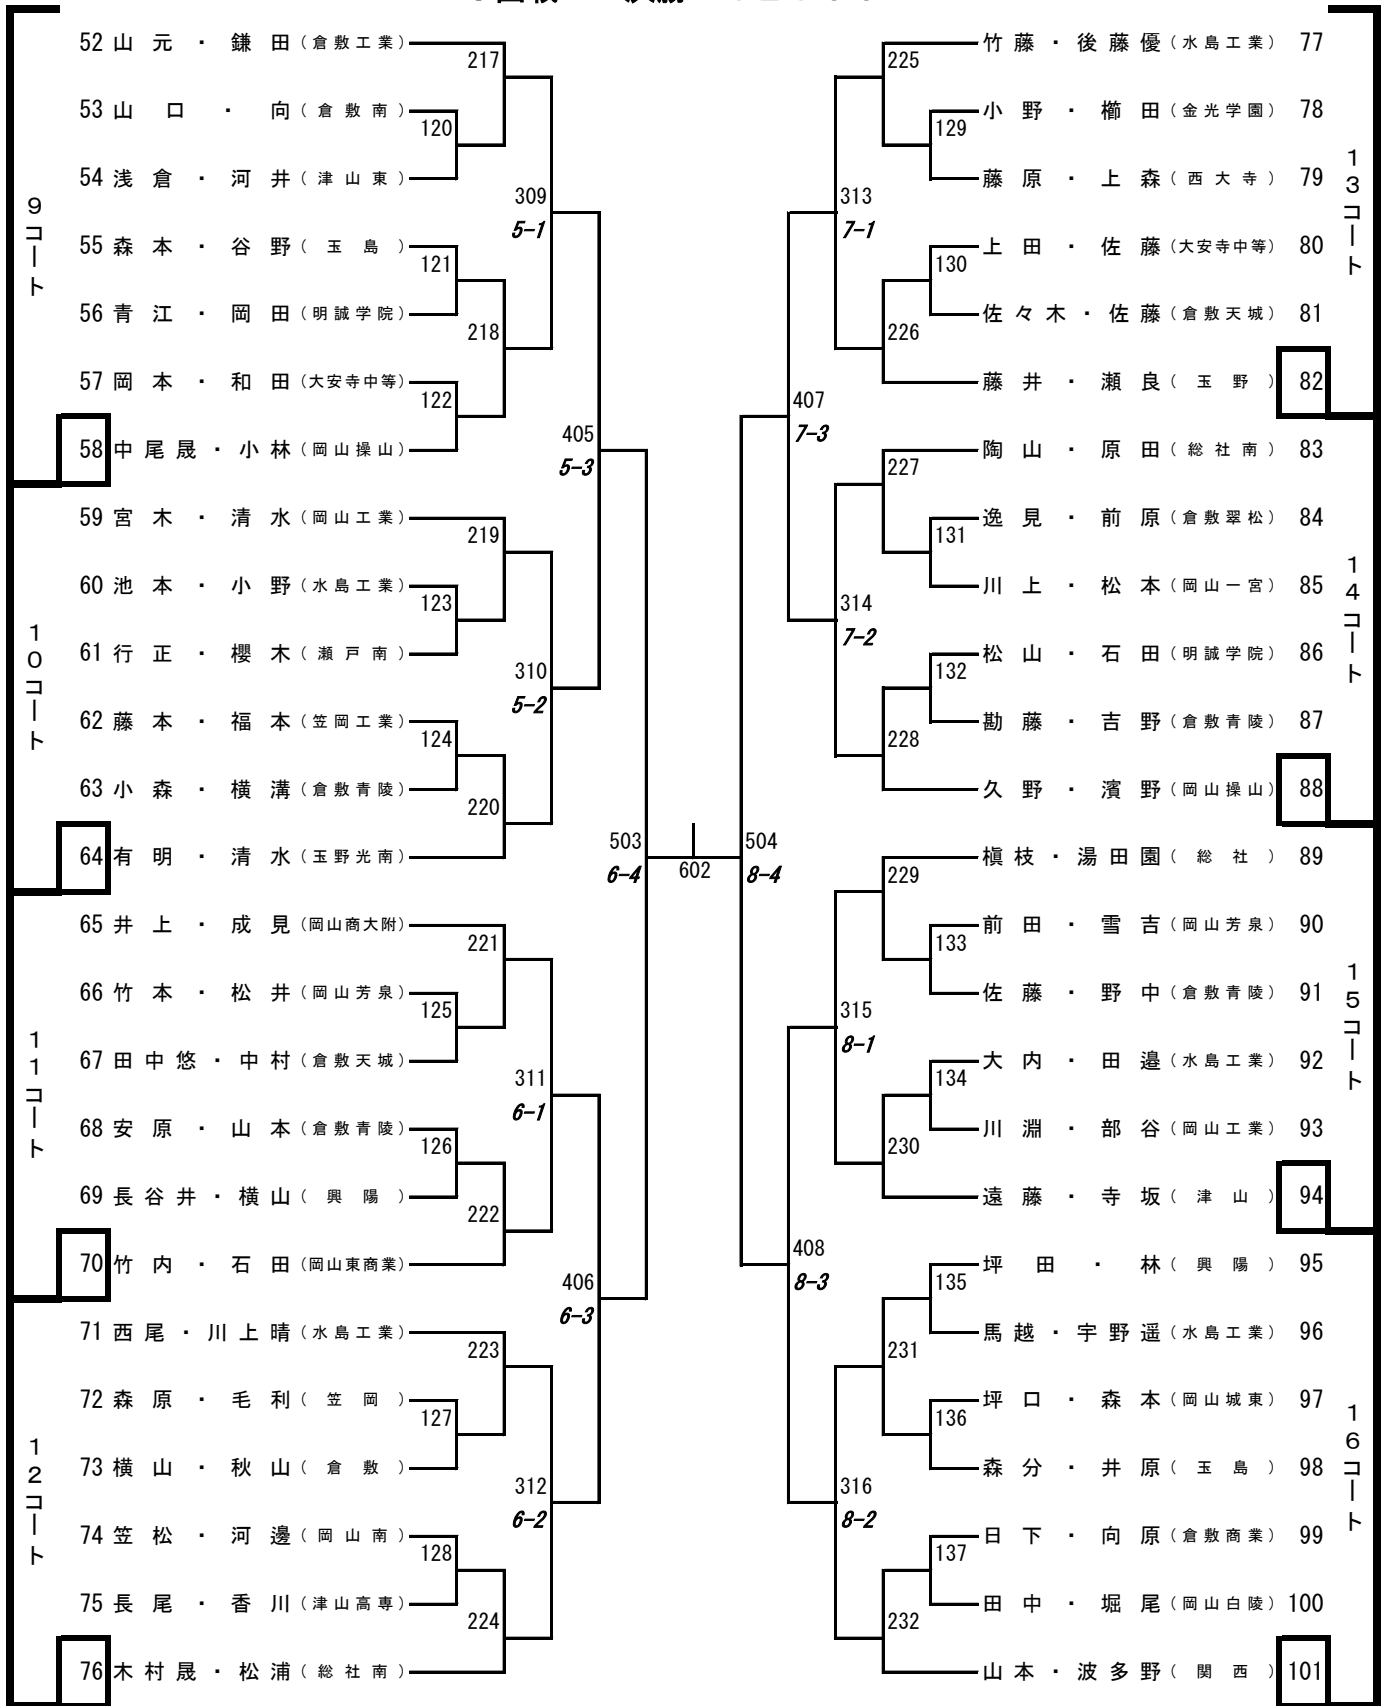 52 山元・鎌田(倉敷工業)
53 山口・向(倉敷南)
54 浅倉・河井(津山東)
55 森本・谷野(玉島)
56 青江・岡田(明誠学院)
57 岡本・和田(大安寺中等)
58 中尾晟・小林(岡山操山)
59 宮木・清水(岡山工業)
60 池本・小野(水島工業)
61 行正・櫻木(瀬戸南)
62 藤本・福本(笠岡工業)
63 小森・横溝(倉敷青陵)
64 有明・清水(玉野光南)
65 井上・成見(岡山商大附)
66 竹本・松井(岡山芳泉)
67 田中悠・中村(倉敷天城)
68 安原・山本(倉敷青陵)
69 長谷井・横山(興陽)
70 竹内・石田(岡山東商業)
71 西尾・川上晴(水島工業)
72 森原・毛利(笠岡)
73 横山・秋山(倉敷)
74 笠松・河邊(岡山南)
75 長尾・香川(津山高専)
76 木村晟・松浦(総社南)
9コート
10コート
11コート
12コート
120
121
122
123
124
125
126
127
128
217
218
219
220
221
222
223
224
309
5-1
310
5-2
311
6-1
312
6-2
405
5-3
406
6-3
503
6-4
602
504
8-4
407
7-3
408
8-3
313
7-1
314
7-2
315
8-1
316
8-2
225
226
227
228
229
230
231
232
129
130
131
132
133
134
135
136
137
竹藤・後藤優(水島工業) 77
小野・櫛田(金光学園) 78
藤原・上森(西大寺) 79
上田・佐藤(大安寺中等) 80
佐々木・佐藤(倉敷天城) 81
藤井・瀬良(玉野) 82
陶山・原田(総社南) 83
逸見・前原(倉敷翠松) 84
川上・松本(岡山一宮) 85
松山・石田(明誠学院) 86
勘藤・吉野(倉敷青陵) 87
久野・濱野(岡山操山) 88
槇枝・湯田園(総社) 89
前田・雪吉(岡山芳泉) 90
佐藤・野中(倉敷青陵) 91
大内・田邉(水島工業) 92
川淵・部谷(岡山工業) 93
遠藤・寺坂(津山) 94
坪田・林(興陽) 95
馬越・宇野遥(水島工業) 96
坪口・森本(岡山城東) 97
森分・井原(玉島) 98
日下・向原(倉敷商業) 99
田中・堀尾(岡山白陵) 100
山本・波多野(関西) 101
13コート
14コート
15コート
16コート